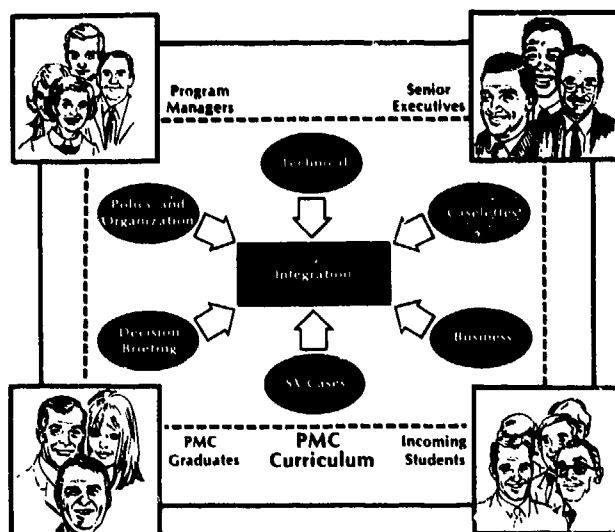 Program
Managers
Senior
Executives
Technical
Policy and
Organization
Caselettes
Integration
Decision
Briefing
Business
SX Cases
PMC
Graduates
PMC
Curriculum
Incoming
Students